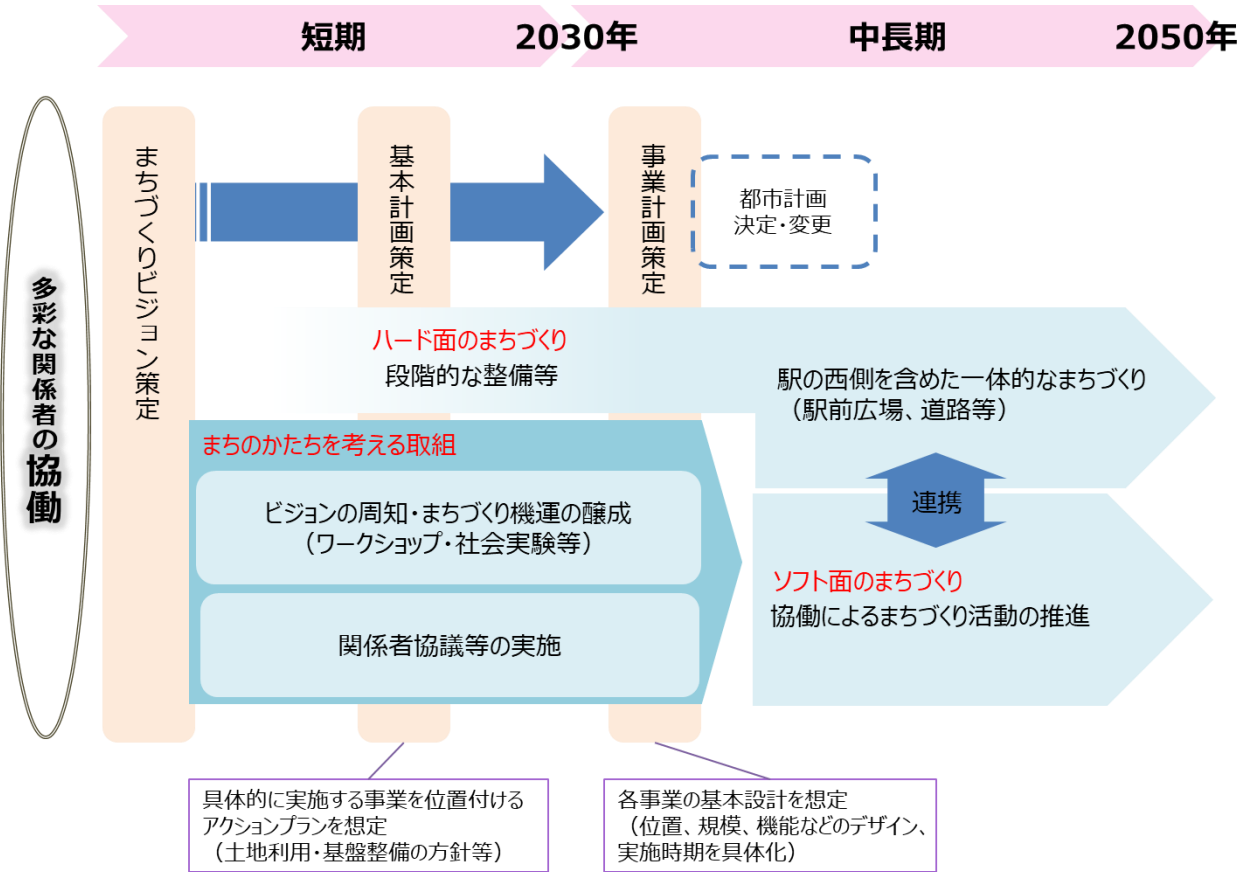 短期
2030年
中長期
2050年
多彩な関係者の協働
まちづくりビジョン策定
基本計画策定
事業計画策定
都市計画
決定・変更
ハード面のまちづくり
段階的な整備等
駅の西側を含めた一体的なまちづくり
（駅前広場、道路等）
まちのかたちを考える取組
ビジョンの周知・まちづくり機運の醸成
（ワークショップ・社会実験等）
関係者協議等の実施
連携
ソフト面のまちづくり
協働によるまちづくり活動の推進
具体的に実施する事業を位置付ける
アクションプランを想定
（土地利用・基盤整備の方針等）
各事業の基本設計を想定
（位置、規模、機能などのデザイン、
実施時期を具体化）